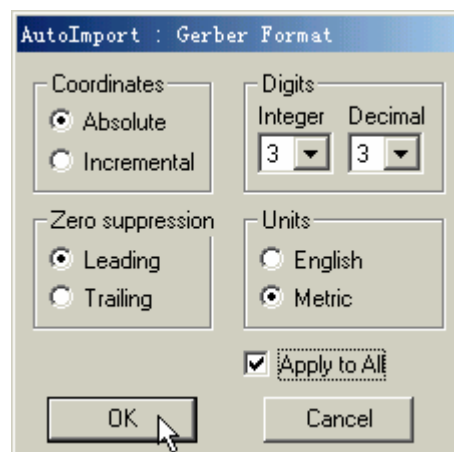 AutoImport : Gerber Format
Coordinates
Absolute
Incremental
Digits
Integer Decimal
3 3
Zero suppression
Leading
Trailing
Units
English
Metric
Apply to All
OK Cancel